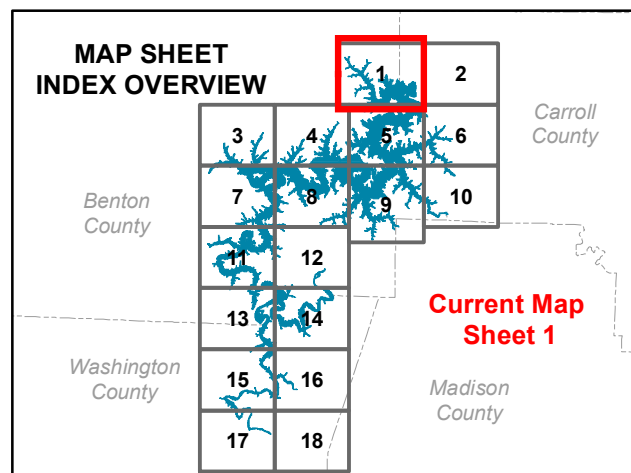 MAP SHEET
INDEX OVERVIEW
1
2
Carroll
County
3
4
5
6
Benton
County
7
8
9
10
11
12
Current Map
Sheet 1
13
14
Washington
County
15
16
Madison
County
17
18